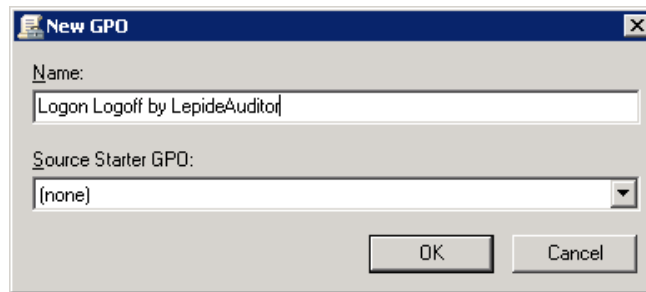 New GPO
Name:
Logon Logoff by LepideAuditor
Source Starter GPO:
(none)
OK Cancel